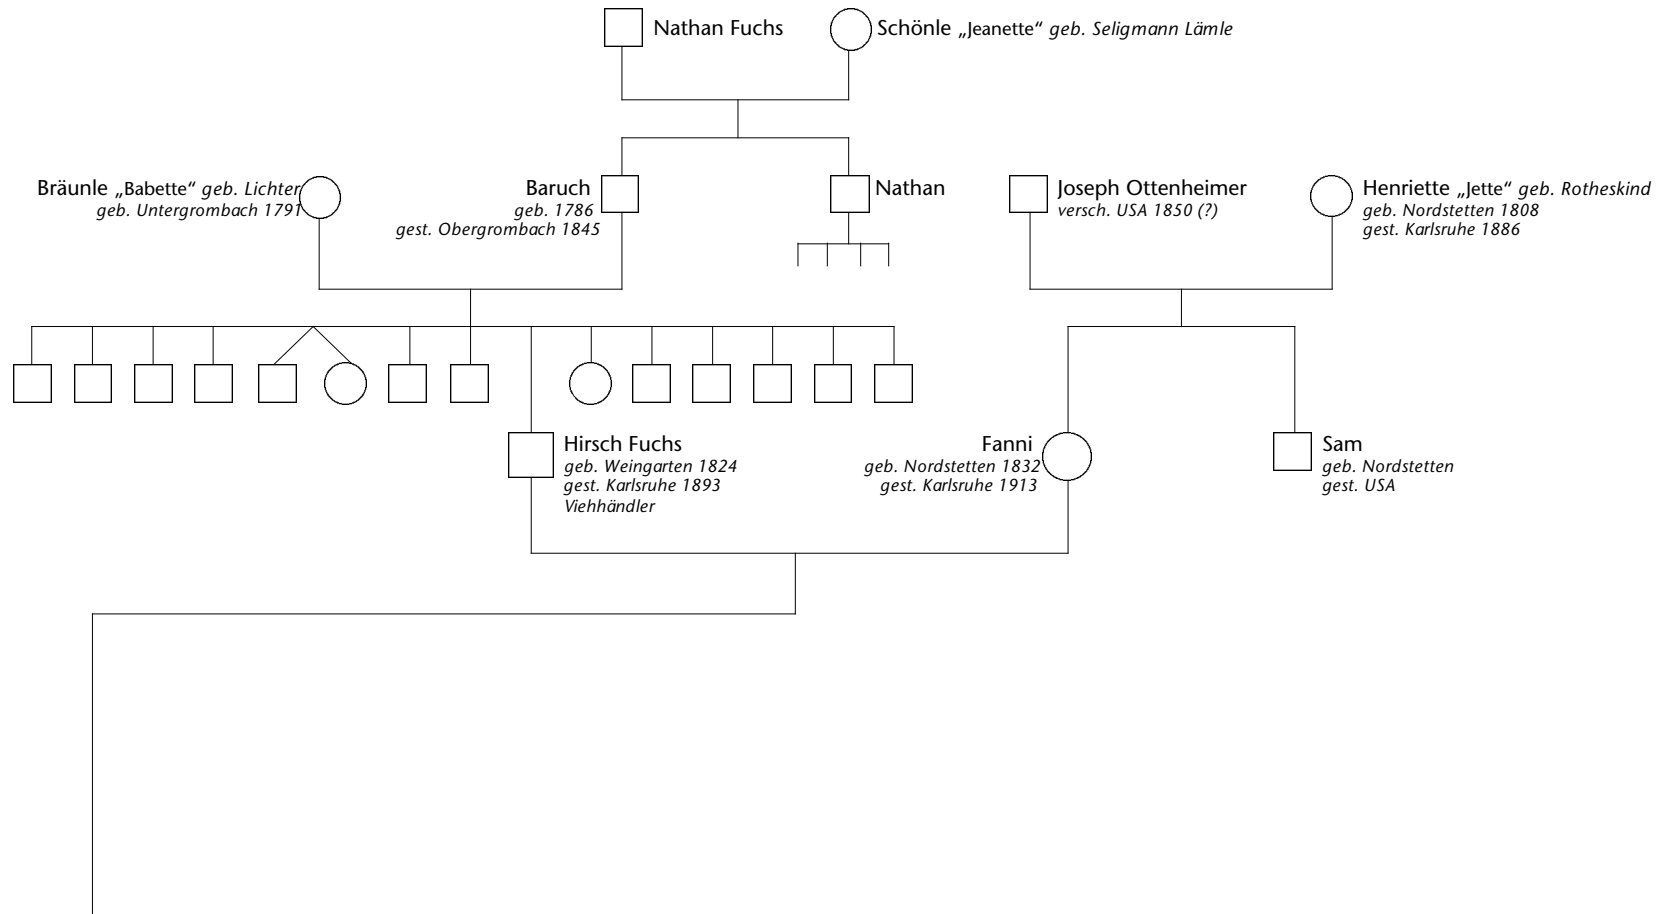 Nathan Fuchs
Schönle „Jeanette“ geb. Seligmann Lämle
Bräunle „Babette“ geb. Lichter
geb. Untergrombach 1791
Baruch
geb. 1786
gest. Obergrombach 1845
Nathan
Joseph Ottenheimer
versch. USA 1850 (?)
Henriette „Jette“ geb. Rotheskind
geb. Nordstetten 1808
gest. Karlsruhe 1886
Hirsch Fuchs
geb. Weingarten 1824
gest. Karlsruhe 1893
Viehhändler
Fanni
geb. Nordstetten 1832
gest. Karlsruhe 1913
Sam
geb. Nordstetten
gest. USA